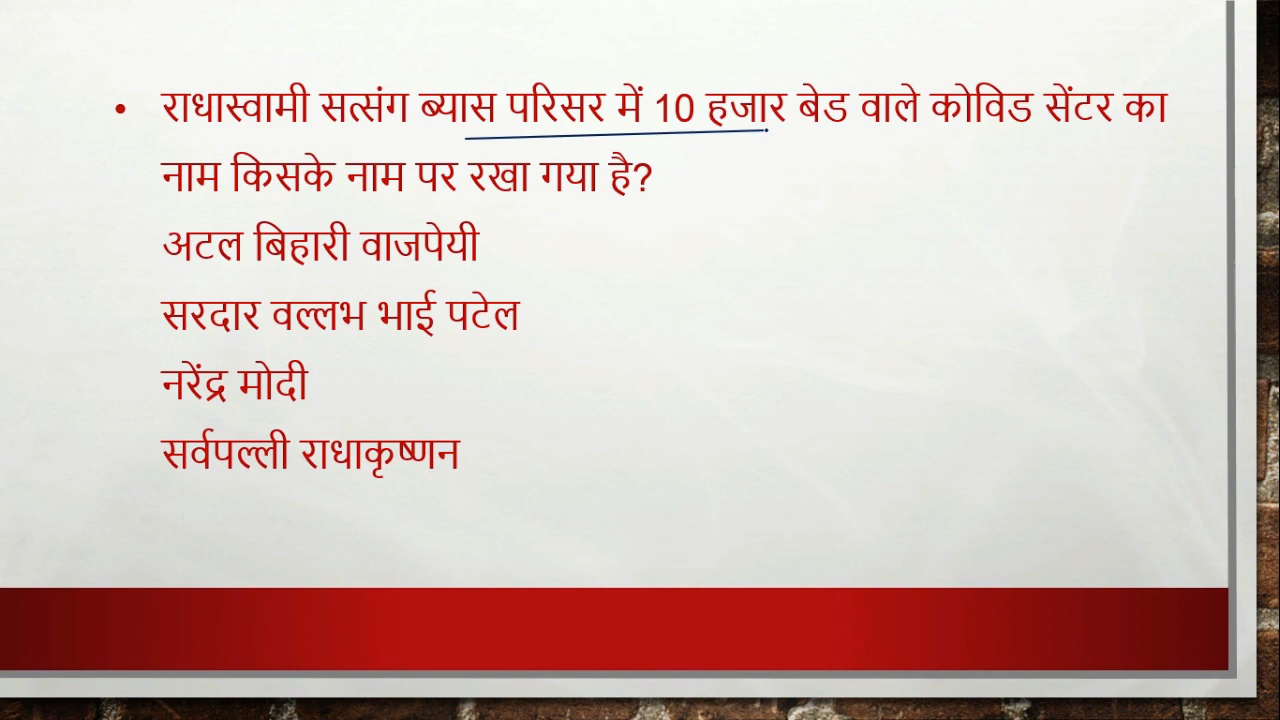 • राधास्वामी सत्संग ब्यास परिसर में 10 हजार बेड वाले कोविड सेंटर का
नाम किसके नाम पर रखा गया है?
अटल बिहारी वाजपेयी
सरदार वल्लभ भाई पटेल
नरेंद्र मोदी
सर्वपल्ली राधाकृष्णन